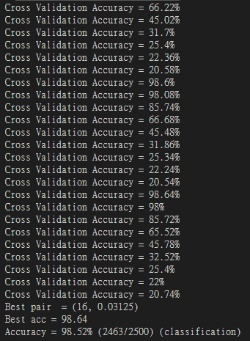 Cross Validation Accuracy = 66.22%
Cross Validation Accuracy = 45.02%
Cross Validation Accuracy = 31.7%
Cross Validation Accuracy = 25.4%
Cross Validation Accuracy = 22.36%
Cross Validation Accuracy = 20.58%
Cross Validation Accuracy = 98.6%
Cross Validation Accuracy = 98.08%
Cross Validation Accuracy = 85.74%
Cross Validation Accuracy = 66.68%
Cross Validation Accuracy = 45.48%
Cross Validation Accuracy = 31.86%
Cross Validation Accuracy = 25.34%
Cross Validation Accuracy = 22.24%
Cross Validation Accuracy = 20.54%
Cross Validation Accuracy = 98.64%
Cross Validation Accuracy = 98%
Cross Validation Accuracy = 85.72%
Cross Validation Accuracy = 65.52%
Cross Validation Accuracy = 45.78%
Cross Validation Accuracy = 32.52%
Cross Validation Accuracy = 25.4%
Cross Validation Accuracy = 22%
Cross Validation Accuracy = 20.74%
Best pair = (16, 0.03125)
Best acc = 98.64
Accuracy = 98.52% (2463/2500) (classification)